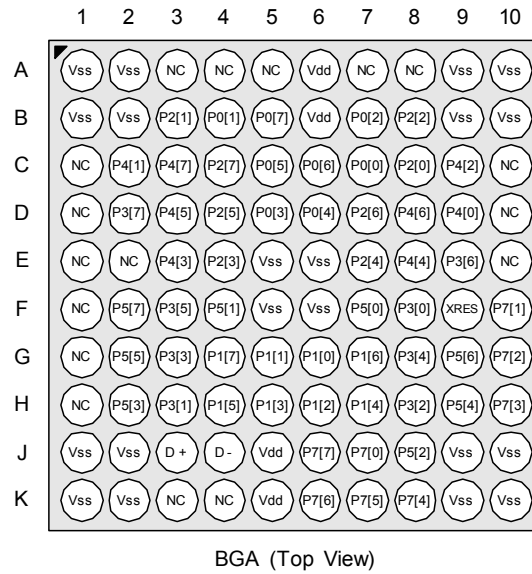 1 2 3 4 5 6 7 8 9 10
A Vss Vss NC NC NC Vdd NC NC Vss Vss
B Vss Vss P2[1] P0[1] P0[7] Vdd P0[2] P2[2] Vss Vss
C NC P4[1] P4[7] P2[7] P0[5] P0[6] P0[0] P2[0] P4[2] NC
D NC P3[7] P4[5] P2[5] P0[3] P0[4] P2[6] P4[6] P4[0] NC
E NC NC P4[3] P2[3] Vss Vss P2[4] P4[4] P3[6] NC
F NC P5[7] P3[5] P5[1] Vss Vss P5[0] P3[0] XRES P7[1]
G NC P5[5] P3[3] P1[7] P1[1] P1[0] P1[6] P3[4] P5[6] P7[2]
H NC P5[3] P3[1] P1[5] P1[3] P1[2] P1[4] P3[2] P5[4] P7[3]
J Vss Vss D + D - Vdd P7[7] P7[0] P5[2] Vss Vss
K Vss Vss NC NC Vdd P7[6] P7[5] P7[4] Vss Vss
BGA (Top View)